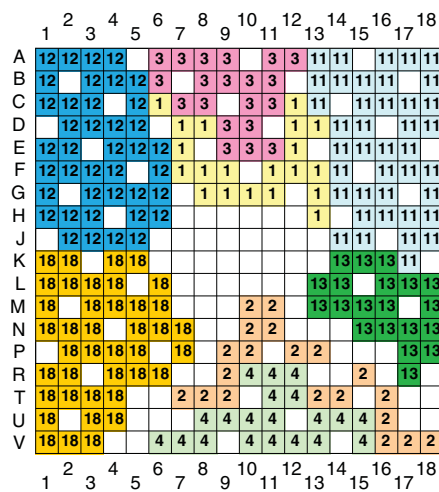 2 4 6 8 10 12 14 16 18
1 3 5 7 9 11 13 15 17
A 12 12 12 12 3 3 3 3 3 3 11 11 11 11 11
B 12 12 12 12 3 3 3 3 3 11 11 11 11 11
C 12 12 12 12 1 3 3 3 3 1 11 11 11 11 11
D 12 12 12 12 1 1 3 3 1 1 11 11 11 11
E 12 12 12 12 12 1 3 3 3 1 11 11 11 11
F 12 12 12 12 12 1 1 1 1 1 1 11 11 11 11
G 12 12 12 12 12 1 1 1 1 1 11 11 11 11
H 12 12 12 12 12 1 11 11 11 11
J 12 12 12 12 11 11 11 11
K 18 18 18 18 13 13 13 11
L 18 18 18 18 18 13 13 13 13 13
M 18 18 18 18 18 2 2 13 13 13 13 13
N 18 18 18 18 18 18 2 2 13 13 13 13
P 18 18 18 18 18 2 2 2 2 13 13
R 18 18 18 18 18 2 4 4 4 2 13
T 18 18 18 18 18 2 2 2 4 4 2 2 2
U 18 18 18 4 4 4 4 4 4 4 2
V 18 18 18 4 4 4 4 4 4 4 4 2 2 2
1 3 5 7 9 11 13 15 17
2 4 6 8 10 12 14 16 18